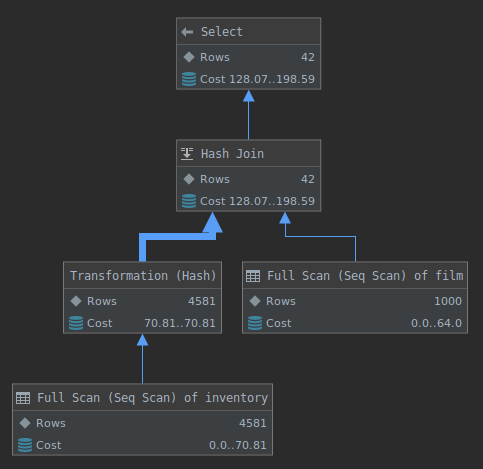 Select
Rows 42
Cost 128.07..198.59
Hash Join
Rows 42
Cost 128.07..198.59
Transformation (Hash)
Rows 4581
Cost 70.81..70.81
Full Scan (Seq Scan) of film
Rows 1000
Cost 0.0..64.0
Full Scan (Seq Scan) of inventory
Rows 4581
Cost 0.0..70.81